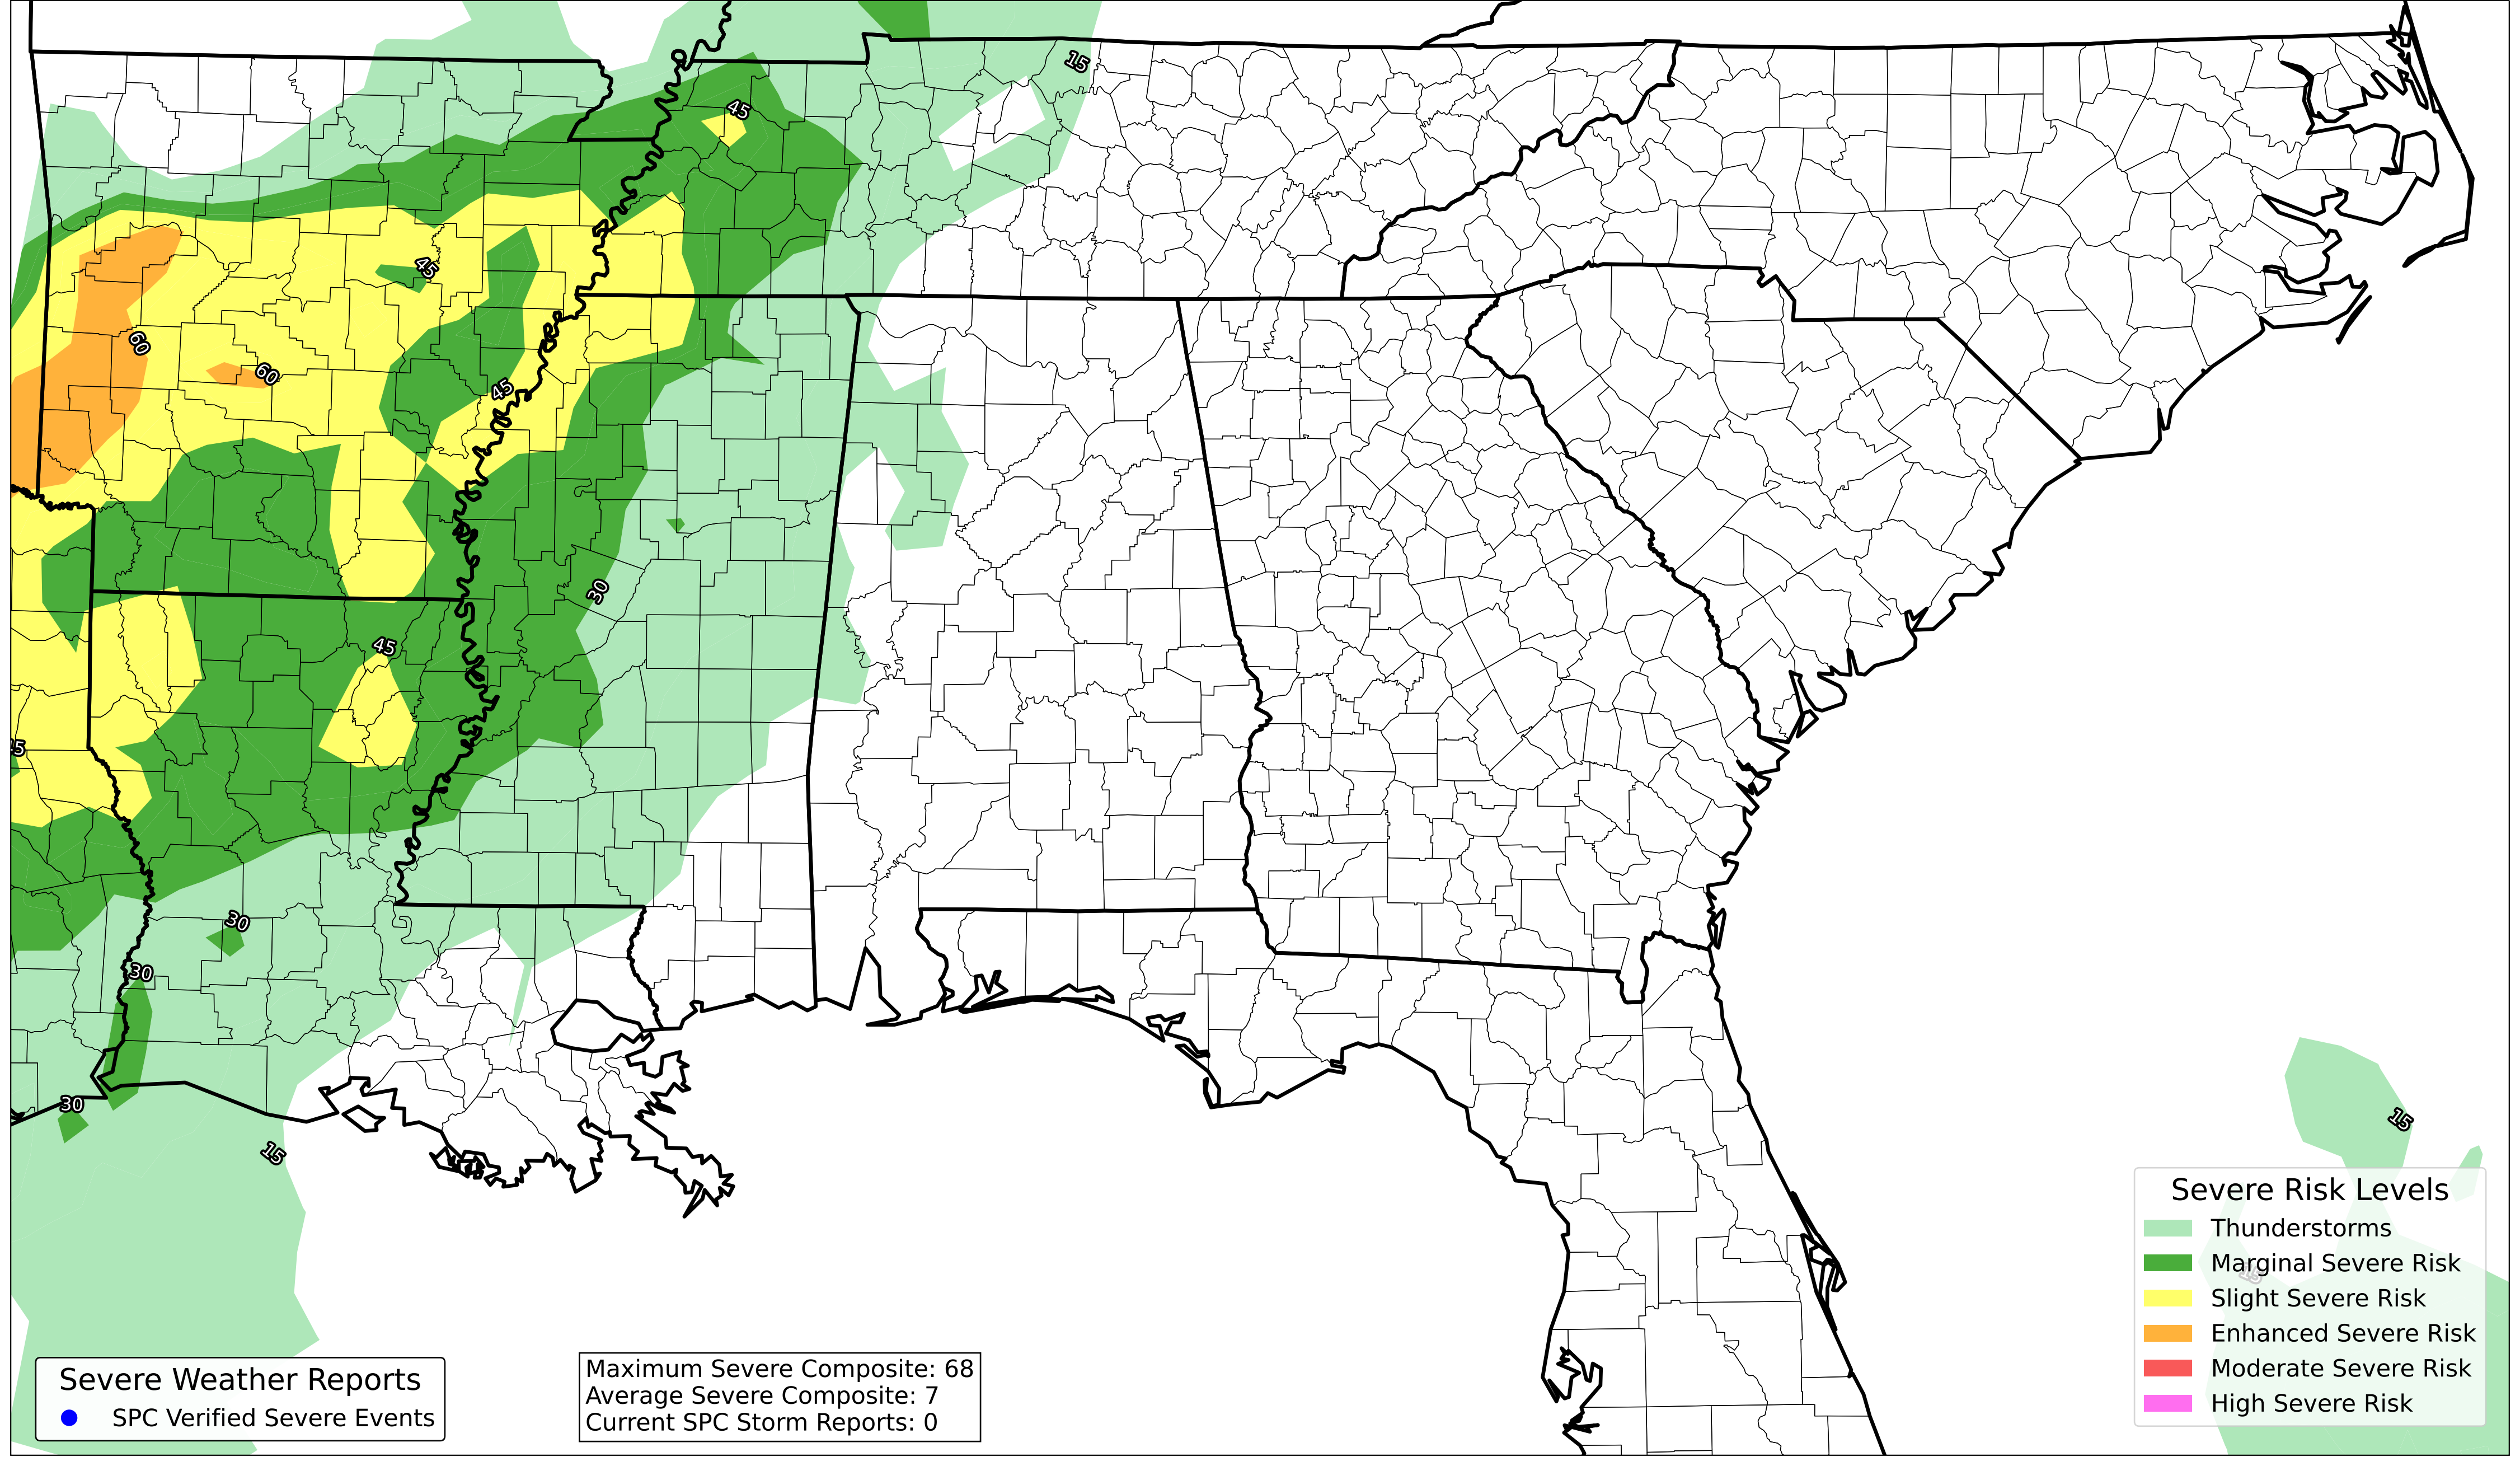 15
45
45
60
60
45
30
45
45
30
30
30
15
15
15
Severe Weather Reports
SPC Verified Severe Events
Maximum Severe Composite: 68
Average Severe Composite: 7
Current SPC Storm Reports: 0
Severe Risk Levels
Thunderstorms
Marginal Severe Risk
Slight Severe Risk
Enhanced Severe Risk
Moderate Severe Risk
High Severe Risk